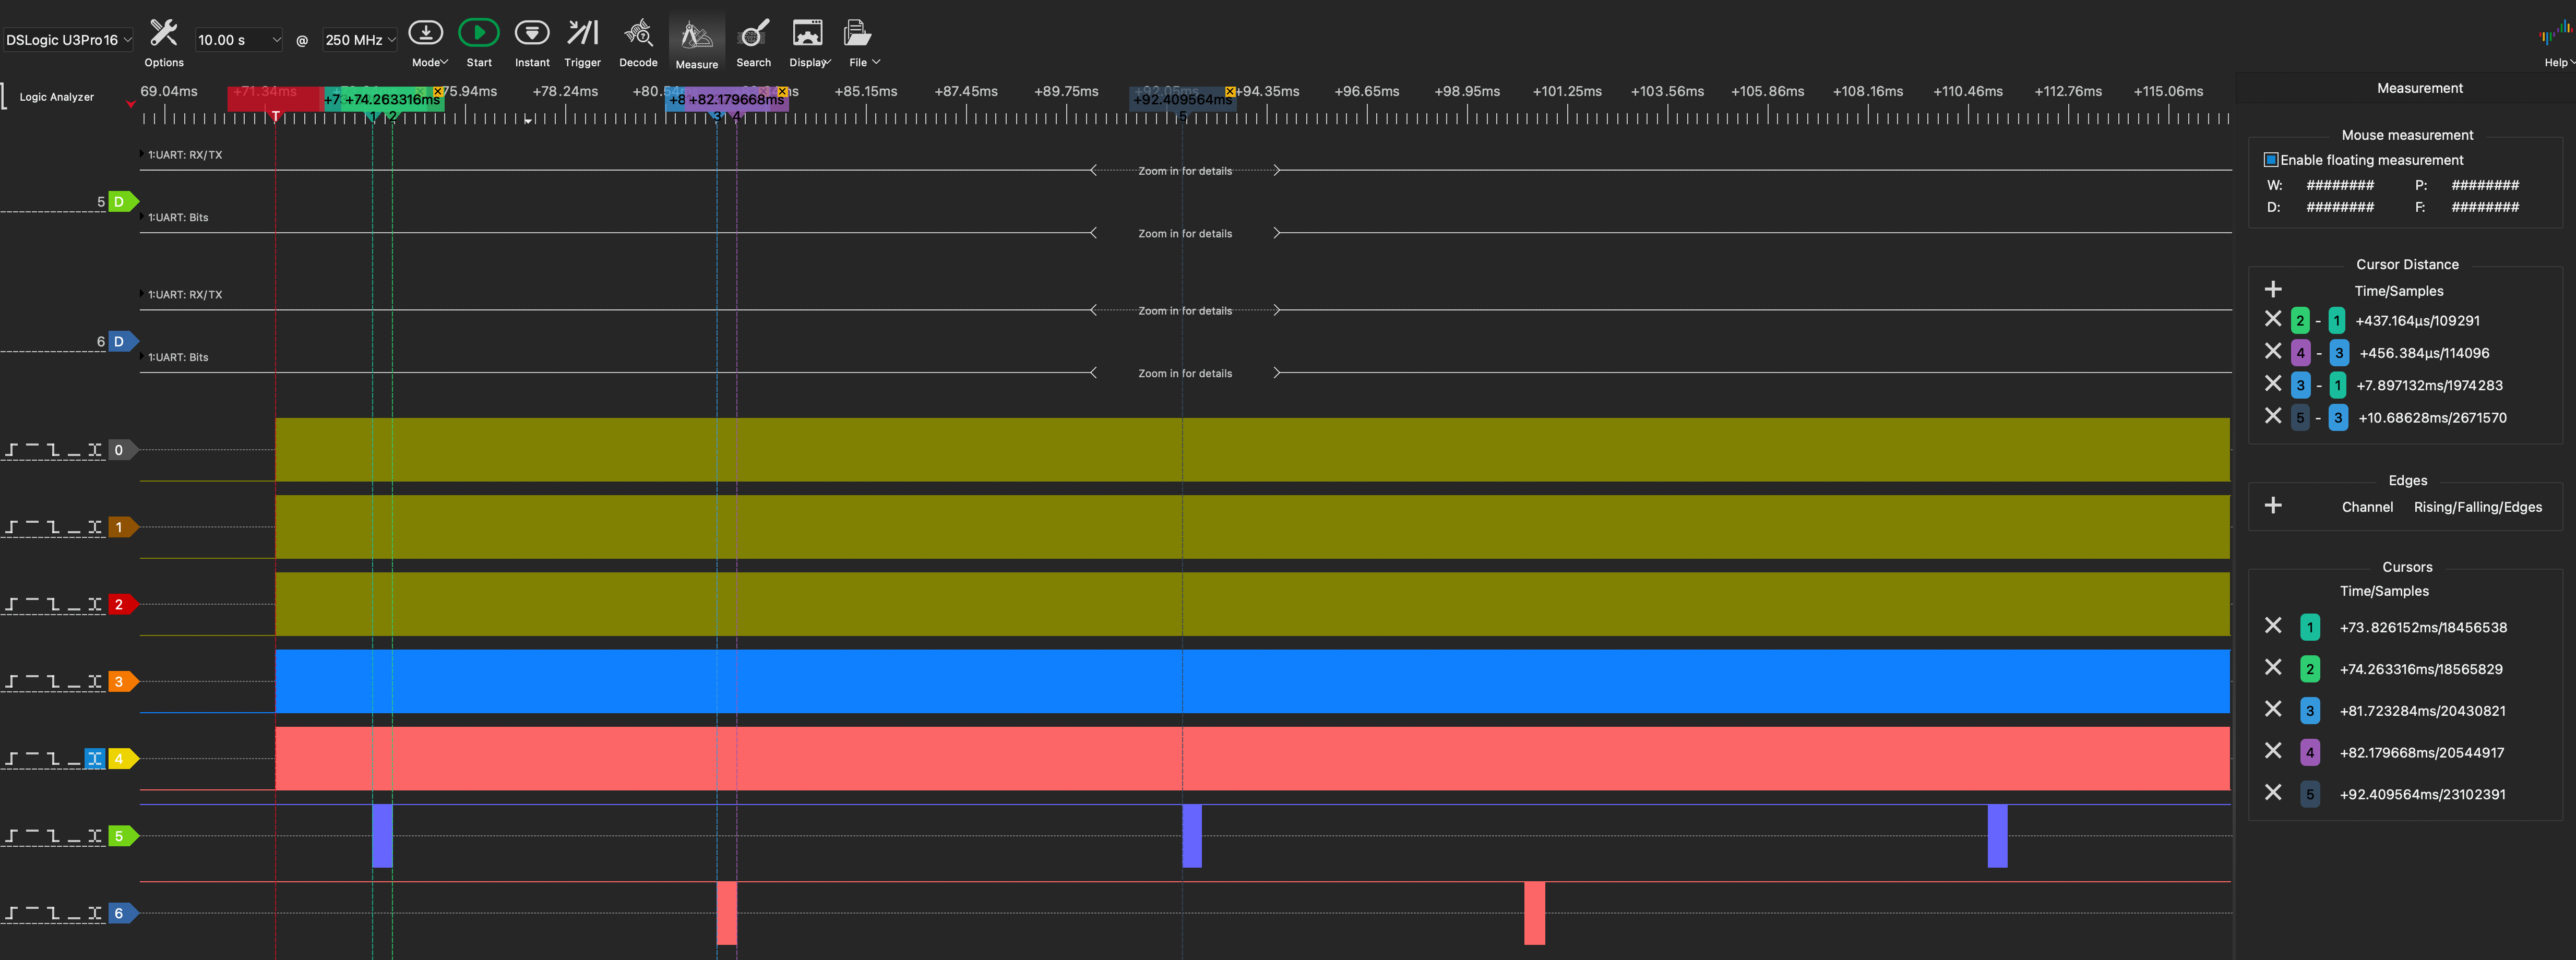 DSLogic U3Pro16
10.00 s
@
250 MHz
Options
Mode
Start
Instant
Trigger
Decode
Measure
Search
Display
File
Help
Logic Analyzer
69.04ms
+71.34ms
+74.263316ms
+75.94ms
+78.24ms
+80.54
+82.179668ms
+85.15ms
+87.45ms
+89.75ms
+92.409564ms
+94.35ms
+96.65ms
+98.95ms
+101.25ms
+103.56ms
+105.86ms
+108.16ms
+110.46ms
+112.76ms
+115.06ms
T
1
2
3
4
5
1:UART: RX/TX
Zoom in for details
5 D
1:UART: Bits
Zoom in for details
1:UART: RX/TX
Zoom in for details
6 D
1:UART: Bits
Zoom in for details
0
1
2
3
4
5
6
Measurement
Mouse measurement
Enable floating measurement
W: ######## P: ########
D: ######## F: ########
Cursor Distance
Time/Samples
2 - 1 +437.164µs/109291
4 - 3 +456.384µs/114096
3 - 1 +7.897132ms/1974283
5 - 3 +10.68628ms/2671570
Edges
Channel Rising/Falling/Edges
Cursors
Time/Samples
1 +73.826152ms/18456538
2 +74.263316ms/18565829
3 +81.723284ms/20430821
4 +82.179668ms/20544917
5 +92.409564ms/23102391